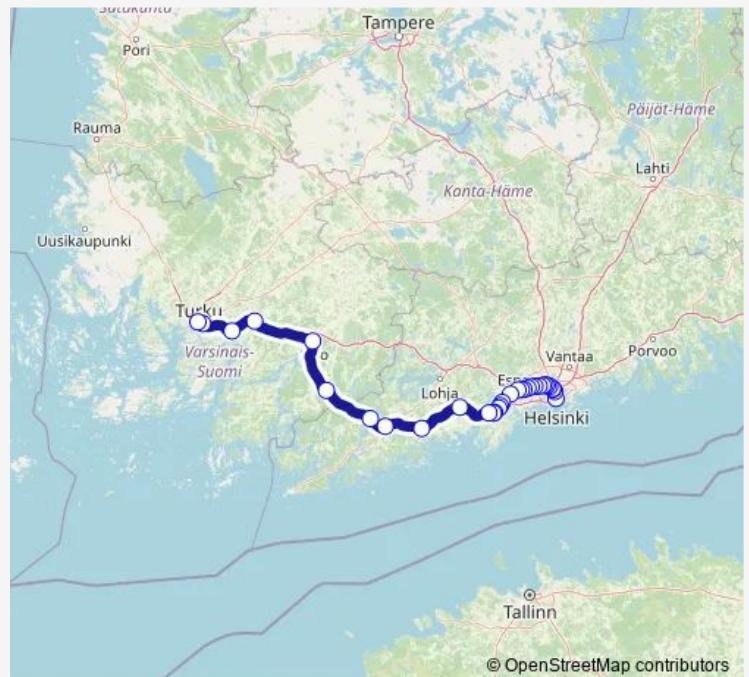 Satakunta
Tampere
Pori
Rauma
Päijät-Häme
Lahti
Kanta-Häme
Uusikaupunki
Turku
Varsinais-
Suomi
Vantaa
Porvoo
Lohja
Helsinki
Tallinn
© OpenStreetMap contributors